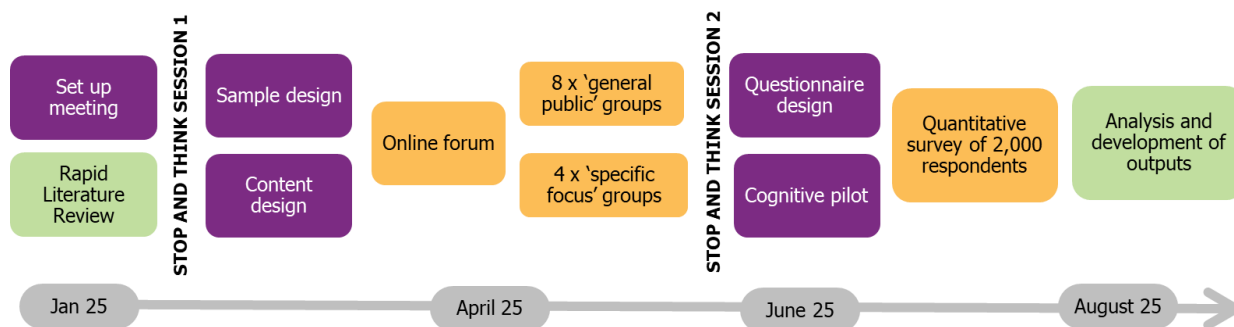 Set up
meeting
Rapid
Literature
Review
STOP AND THINK SESSION 1
Sample design
Content
design
Online forum
8 x ‘general
public’ groups
4 x ‘specific
focus’ groups
STOP AND THINK SESSION 2
Questionnaire
design
Cognitive pilot
Quantitative
survey of 2,000
respondents
Analysis and
development of
outputs
Jan 25
April 25
June 25
August 25